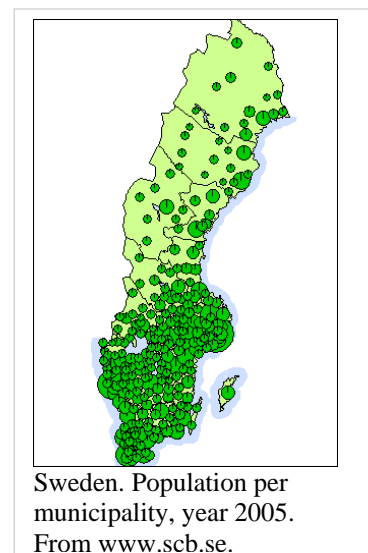 Sweden. Population per
municipality, year 2005.
From www.scb.se.